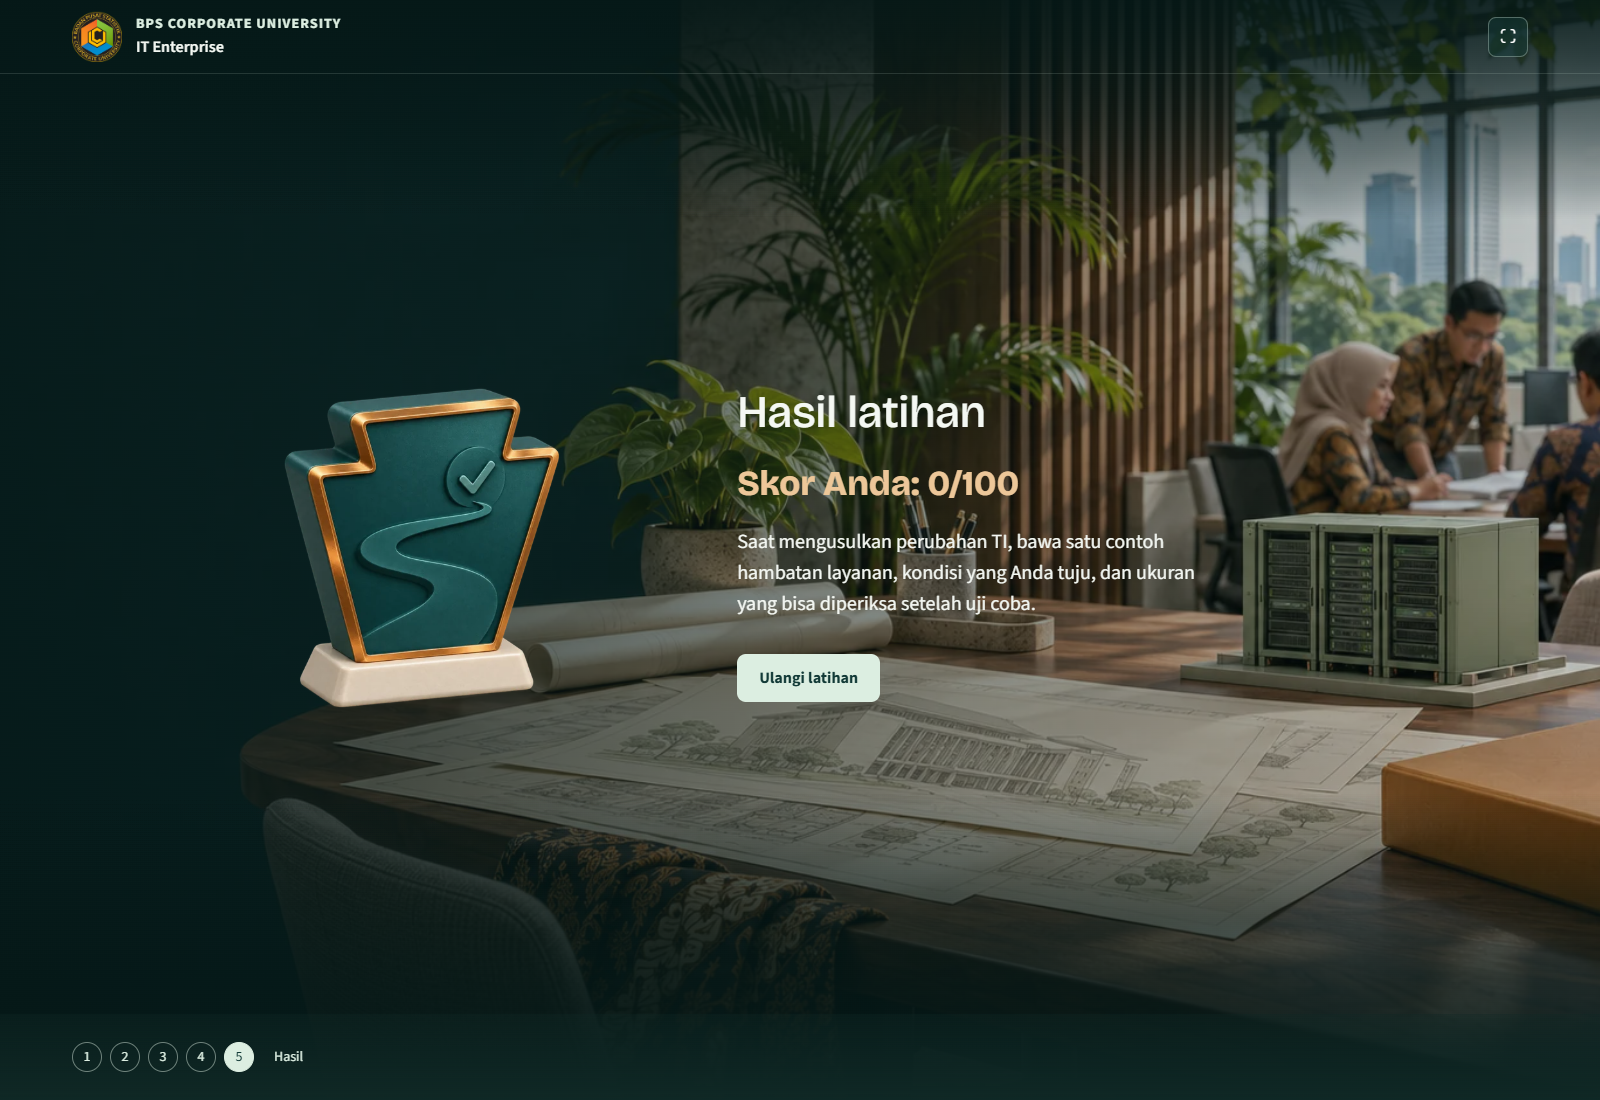 BPS CORPORATE UNIVERSITY
IT Enterprise
Hasil latihan
Skor Anda: 0/100
Saat mengusulkan perubahan TI, bawa satu contoh
hambatan layanan, kondisi yang Anda tuju, dan ukuran
yang bisa diperiksa setelah uji coba.
Ulangi latihan
1 2 3 4 5 Hasil